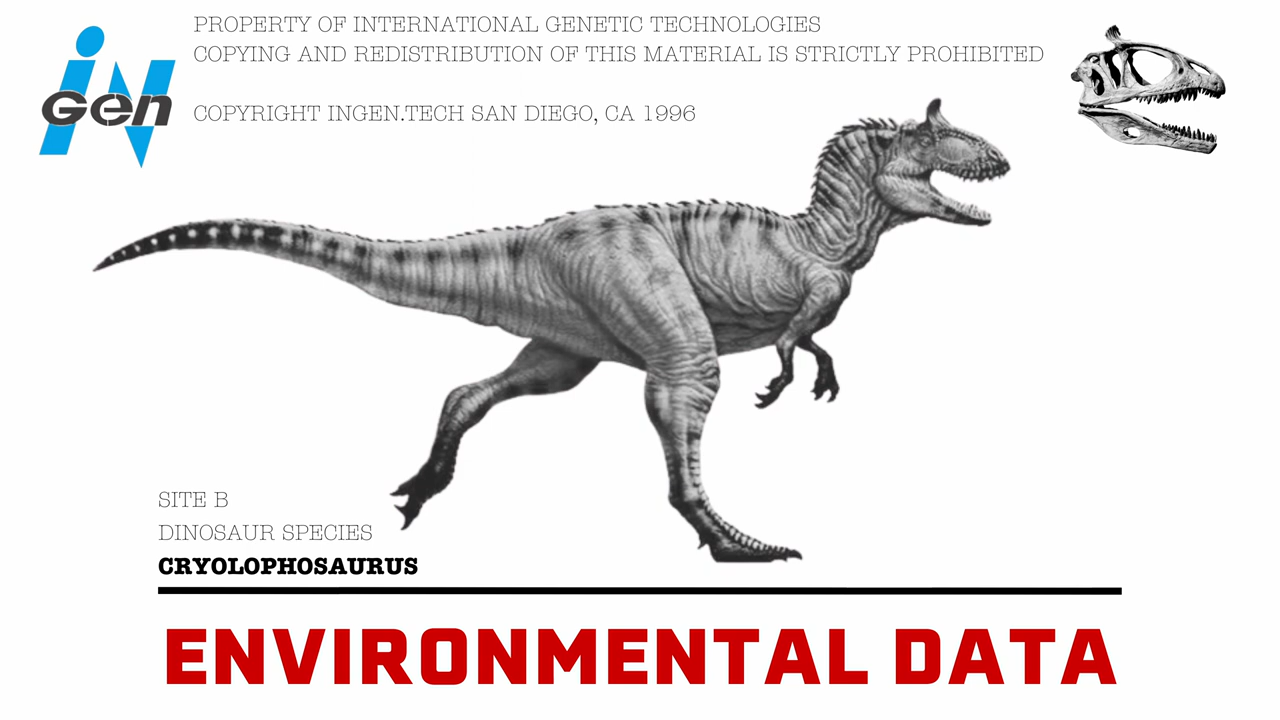 PROPERTY OF INTERNATIONAL GENETIC TECHNOLOGIES
COPYING AND REDISTRIBUTION OF THIS MATERIAL IS STRICTLY PROHIBITED
inGen
COPYRIGHT INGEN.TECH SAN DIEGO, CA 1996
SITE B
DINOSAUR SPECIES
CRYOLOPHOSAURUS
ENVIRONMENTAL DATA